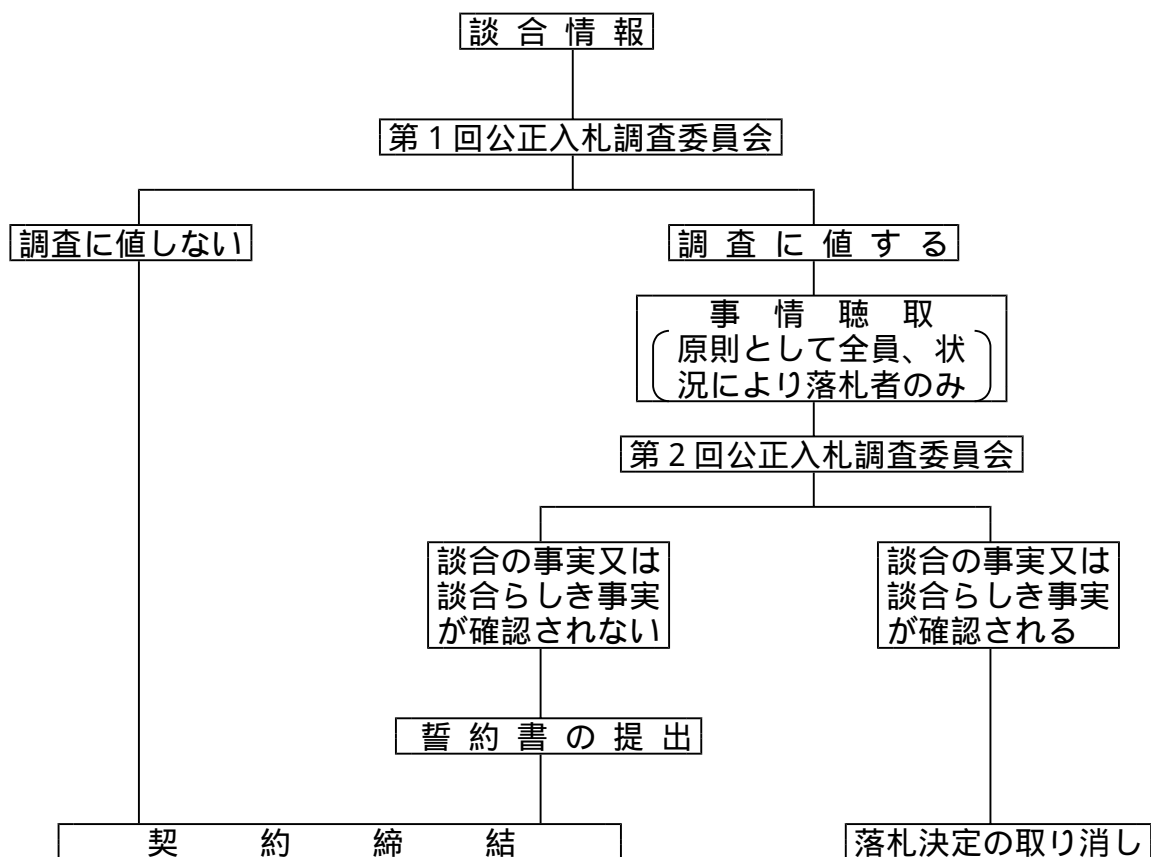 談合情報
第1回公正入札調査委員会
調査に値しない
調査に値する
事情聴取
原則として全員、状
況により落札者のみ
第2回公正入札調査委員会
談合の事実又は
談合らしき事実
が確認されない
談合の事実又は
談合らしき事実
が確認される
誓約書の提出
契約締結
落札決定の取り消し